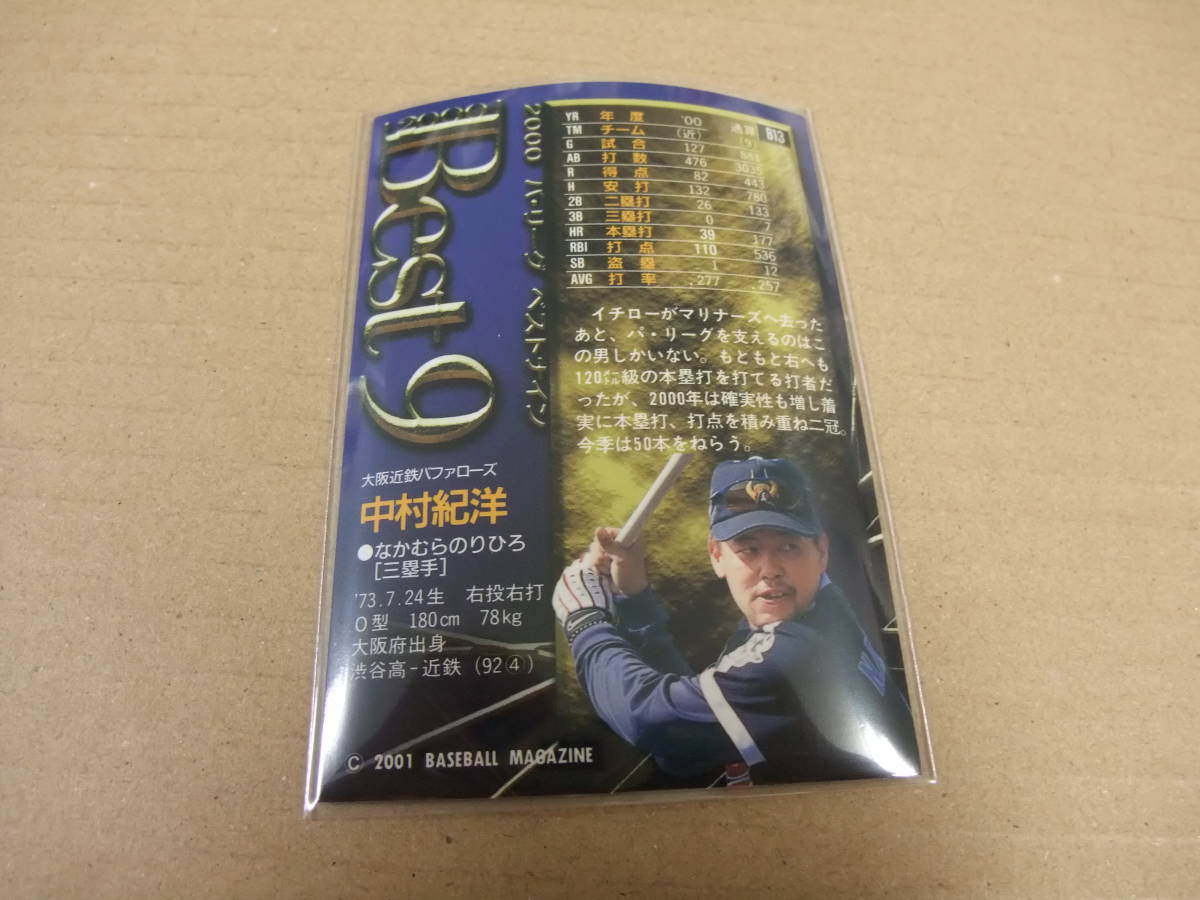 2001
Best 9
2000 パ・リーグ ベストナイン
B13
YR 年度 '00 通算
TM チーム (近) (9)
G 試合 127 881
AB 打数 476 3035
R 得点 82 443
H 安打 132 780
2B 二塁打 26 133
3B 三塁打 0 7
HR 本塁打 39 177
RBI 打点 110 536
SB 盗塁 1 12
AVG 打率 .277 .257
イチローがマリナーズへ去った
あと、パ・リーグを支えるのはこ
の男しかいない。もともと右へも
120メートル級の本塁打を打てる打者だ
ったが、2000年は確実性も増し着
実に本塁打、打点を積み重ね二冠。
今季は50本をねらう。
大阪近鉄バファローズ
中村紀洋
●なかむらのりひろ
[三塁手]
'73.7.24生 右投右打
O型 180cm 78kg
大阪府出身
渋谷高-近鉄 (92④)
© 2001 BASEBALL MAGAZINE